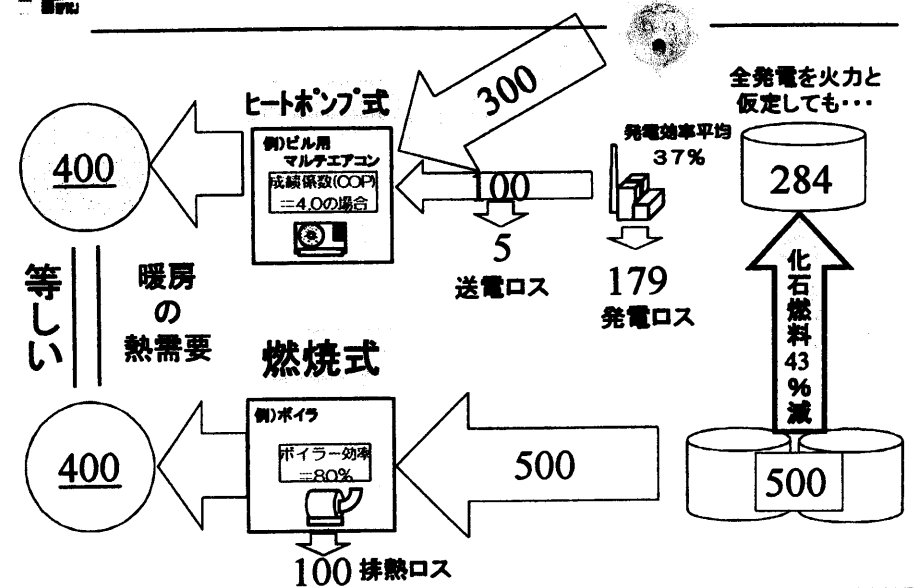 300
全発電を火力と
仮定しても・・・
284
ヒートポンプ式
例)ビル用
マルチエアコン
成績係数(COP)
=4.0の場合
400
100
発電効率平均
37%
5
送電ロス
179
発電ロス
化石燃料43%減
等しい
暖房
の
熱需要
燃焼式
例)ボイラ
ボイラー効率
=80%
400
500
500
100 排熱ロス